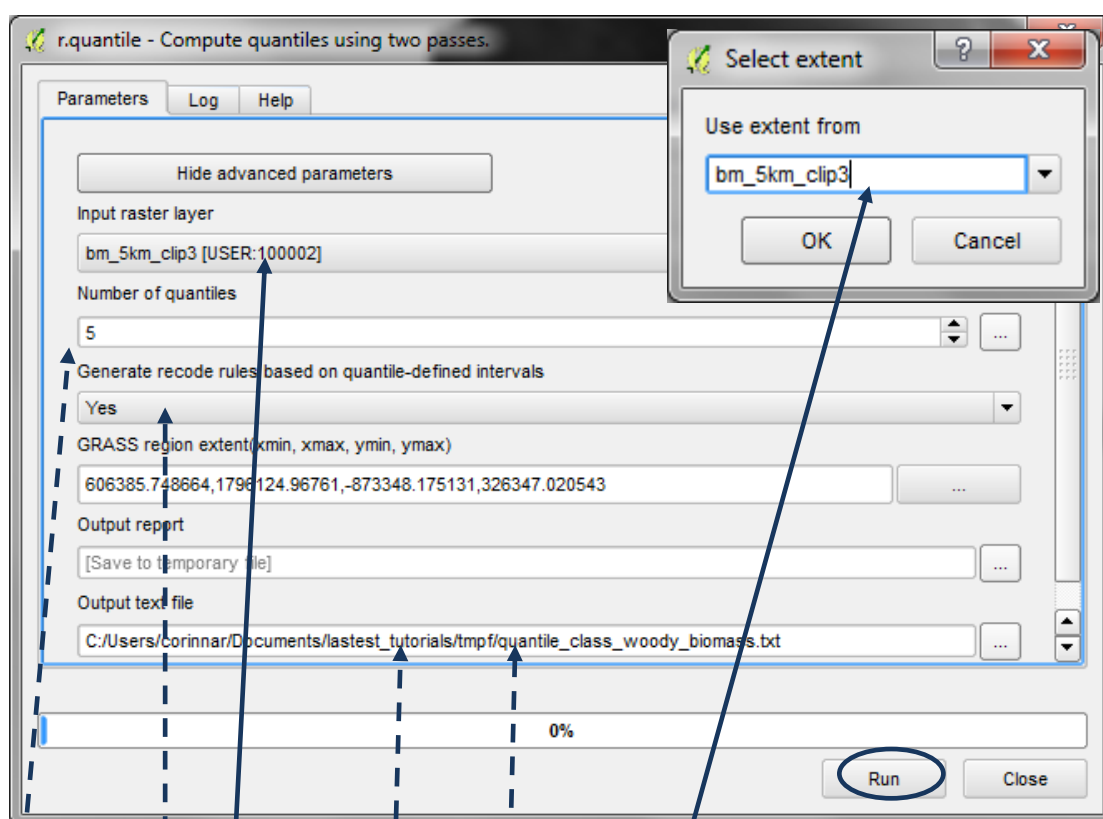 r.quantile - Compute quantiles using two passes.
Parameters Log Help
Hide advanced parameters
Input raster layer
bm_5km_clip3 [USER:100002]
Number of quantiles
5
...
Generate recode rules based on quantile-defined intervals
Yes
GRASS region extent(xmin, xmax, ymin, ymax)
606385.748664,1796124.96761,-873348.175131,326347.020543
...
Output report
[Save to temporary file]
...
Output text file
C:/Users/corinnar/Documents/lastest_tutorials/tmpf/quantile_class_woody_biomass.txt
...
0%
Run Close
Select extent
Use extent from
bm_5km_clip3
OK Cancel